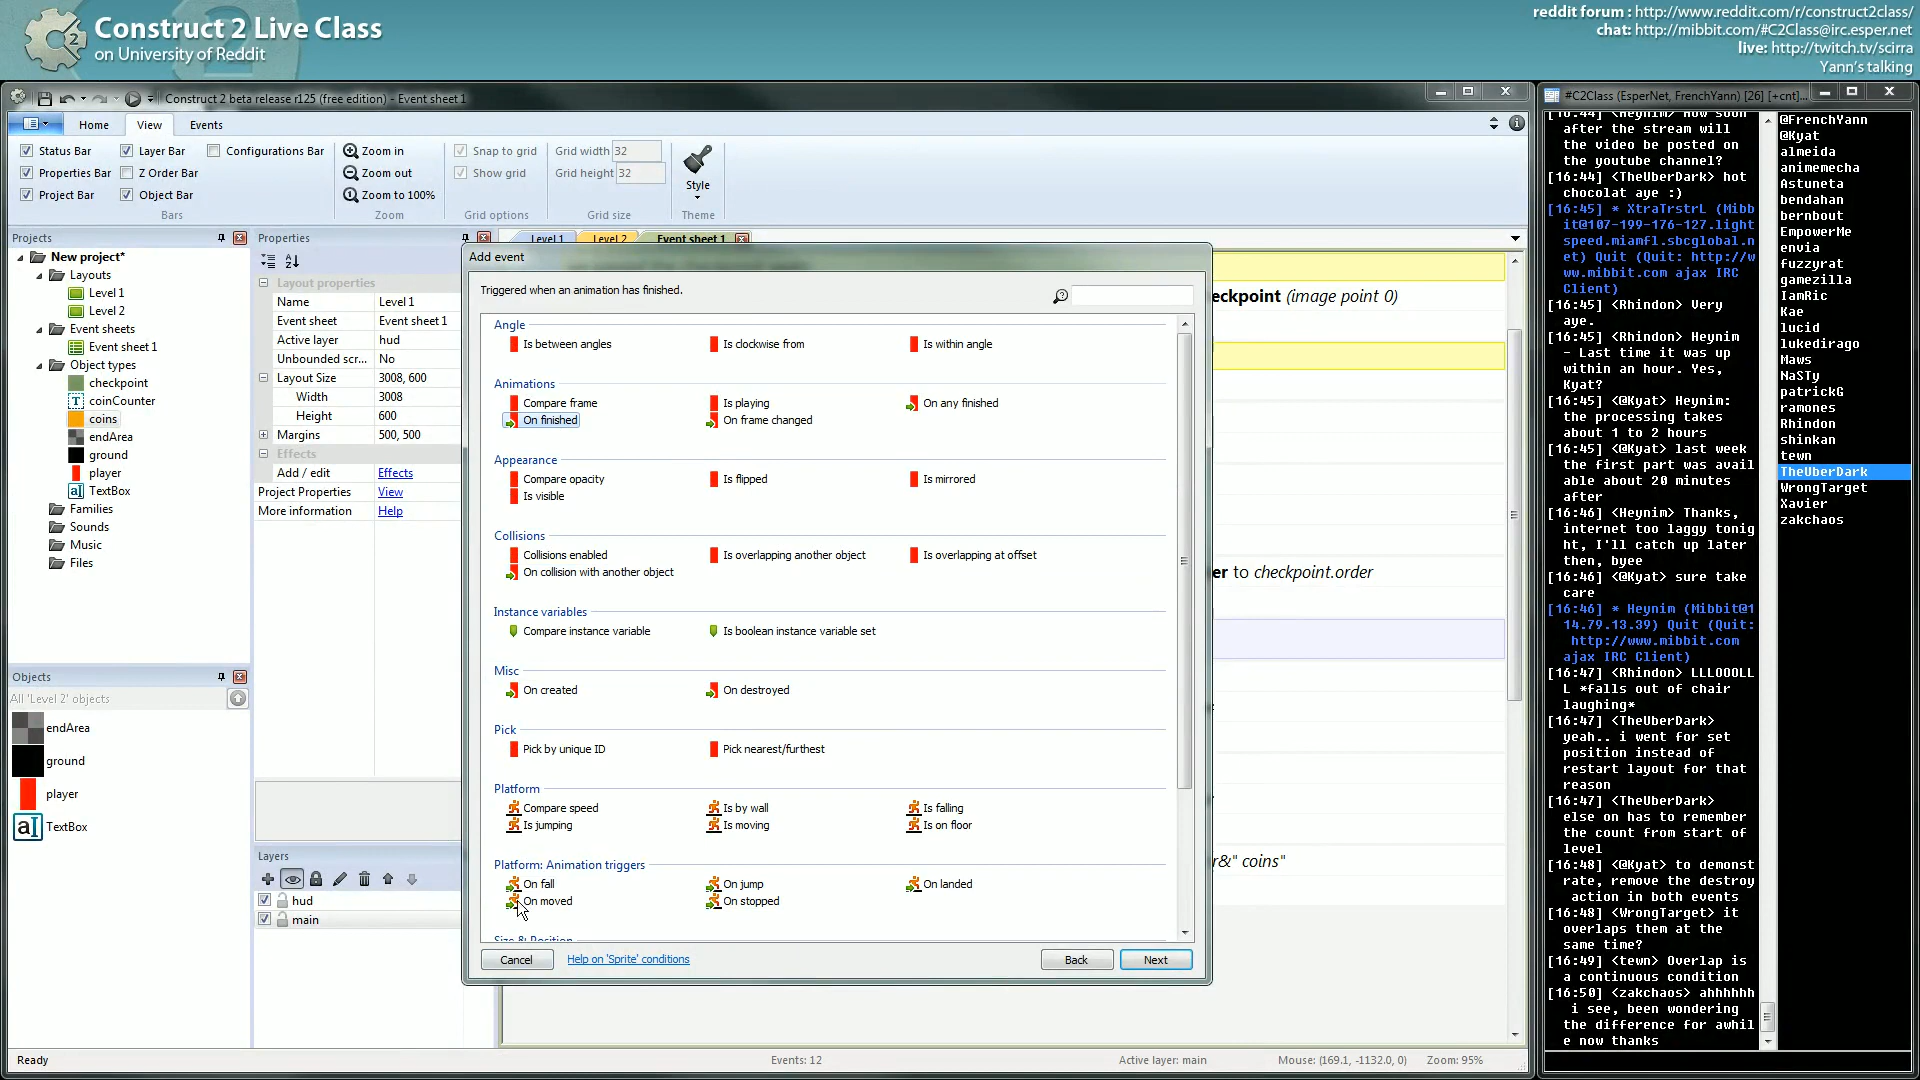 Construct 2 Live Class
on University of Reddit
reddit forum : http://www.reddit.com/r/construct2class/
chat: http://mibbit.com/#C2Class@irc.esper.net
live: http://twitch.tv/scirra
Yann's talking
Construct 2 beta release r125 (free edition) - Event sheet 1
Home View Events
Status Bar Layer Bar Configurations Bar
Properties Bar Z Order Bar
Project Bar Object Bar
Bars
Zoom in
Zoom out
Zoom to 100%
Zoom
Snap to grid
Show grid
Grid options
Grid width 32
Grid height 32
Grid size
Style
Theme
Projects
New project*
Layouts
Level 1
Level 2
Event sheets
Event sheet 1
Object types
checkpoint
coinCounter
coins
endArea
ground
player
TextBox
Families
Sounds
Music
Files
Objects
All 'Level 2' objects
endArea
ground
player
TextBox
Properties
Layout properties
Name Level 1
Event sheet Event sheet 1
Active layer hud
Unbounded scr... No
Layout Size 3008, 600
Width 3008
Height 600
Margins 500, 500
Effects
Add / edit Effects
Project Properties View
More information Help
Layers
hud
main
Level 1 Level 2 Event sheet 1
eckpoint (image point 0)
er to checkpoint.order
r&" coins"
Add event
Triggered when an animation has finished.
Angle
Is between angles Is clockwise from Is within angle
Animations
Compare frame Is playing On any finished
On finished On frame changed
Appearance
Compare opacity Is flipped Is mirrored
Is visible
Collisions
Collisions enabled Is overlapping another object Is overlapping at offset
On collision with another object
Instance variables
Compare instance variable Is boolean instance variable set
Misc
On created On destroyed
Pick
Pick by unique ID Pick nearest/furthest
Platform
Compare speed Is by wall Is falling
Is jumping Is moving Is on floor
Platform: Animation triggers
On fall On jump On landed
On moved On stopped
Size & Position
Cancel Help on 'Sprite' conditions Back Next
Ready Events: 12 Active layer: main Mouse: (169.1, -1132.0, 0) Zoom: 95%
#C2Class (EsperNet, FrenchYann) [26] [+cnt]...
[16:44] <Heynim> How soon
after the stream will
the video be posted on
the youtube channel?
[16:44] <TheUberDark> hot
chocolat aye :)
[16:45] * XtraTrstrL (Mibb
it@107-199-176-127.light
speed.miamfl.sbcglobal.n
et) Quit (Quit: http://w
ww.mibbit.com ajax IRC
Client)
[16:45] <Rhindon> Very
aye.
[16:45] <Rhindon> Heynim
- Last time it was up
within an hour. Yes,
Kyat?
[16:45] <@Kyat> Heynim:
the processing takes
about 1 to 2 hours
[16:45] <@Kyat> last week
the first part was avail
able about 20 minutes
after
[16:46] <Heynim> Thanks,
internet too laggy tonig
ht, I'll catch up later
then, byee
[16:46] <@Kyat> sure take
care
[16:46] * Heynim (Mibbit@1
14.79.13.39) Quit (Quit:
http://www.mibbit.com
ajax IRC Client)
[16:47] <Rhindon> LLLOOOLL
L *falls out of chair
laughing*
[16:47] <TheUberDark>
yeah.. i went for set
position instead of
restart layout for that
reason
[16:47] <TheUberDark>
else on has to remember
the count from start of
level
[16:48] <@Kyat> to demonst
rate, remove the destroy
action in both events
[16:48] <WrongTarget> it
overlaps them at the
same time?
[16:49] <tewn> Overlap is
a continuous condition
[16:50] <zakchaos> ahhhhhh
i see, been wondering
the difference for awhil
e now thanks
@FrenchYann
@Kyat
almeida
animemecha
Astuneta
bendahan
bernbout
EmpowerMe
envia
fuzzyrat
gamezilla
IamRic
Kae
lucid
lukedirago
Maws
NaSTy
patrickG
ramones
Rhindon
shinkan
tewn
TheUberDark
WrongTarget
Xavier
zakchaos